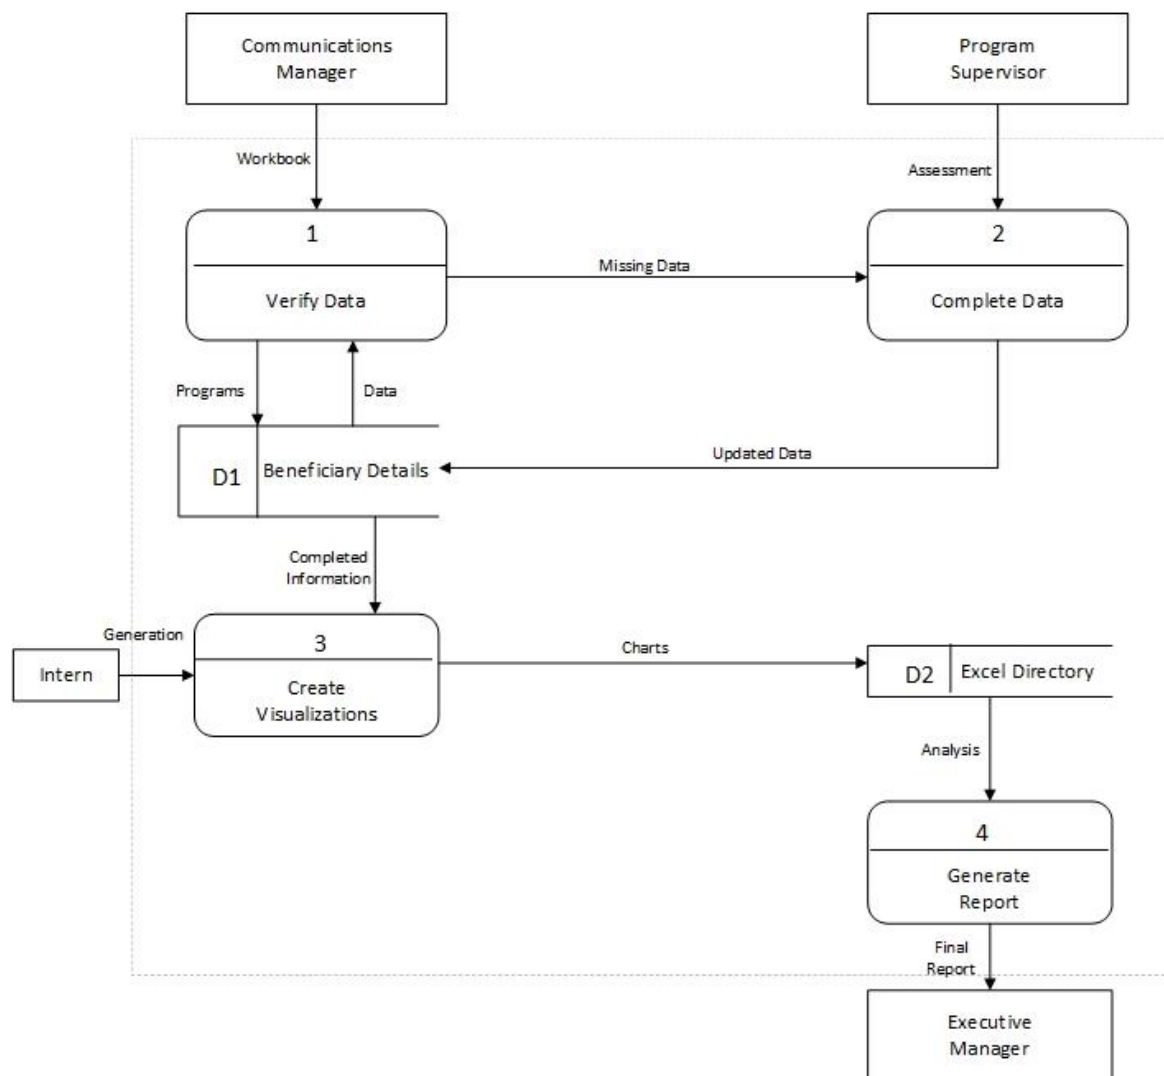 Communications
Manager
Program
Supervisor
Workbook
Assessment
1
Verify Data
Missing Data
2
Complete Data
Programs
Data
D1
Beneficiary Details
Updated Data
Completed
Information
Generation
Intern
3
Create
Visualizations
Charts
D2
Excel Directory
Analysis
4
Generate
Report
Final
Report
Executive
Manager